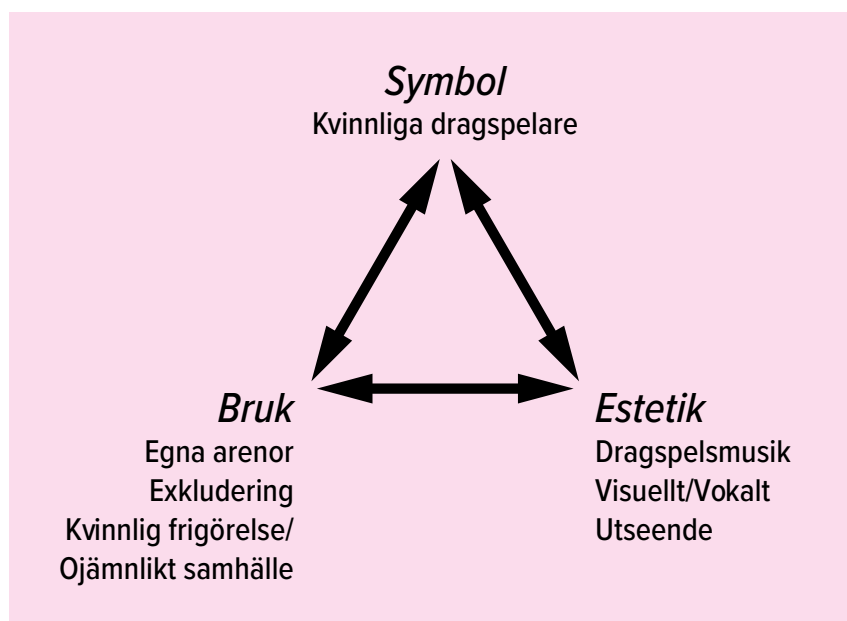 Symbol
Kvinnliga dragspelare
Bruk
Egna arenor
Exkludering
Kvinnlig frigörelse/
Ojämnlikt samhälle
Estetik
Dragspelsmusik
Visuellt/Vokalt
Utseende